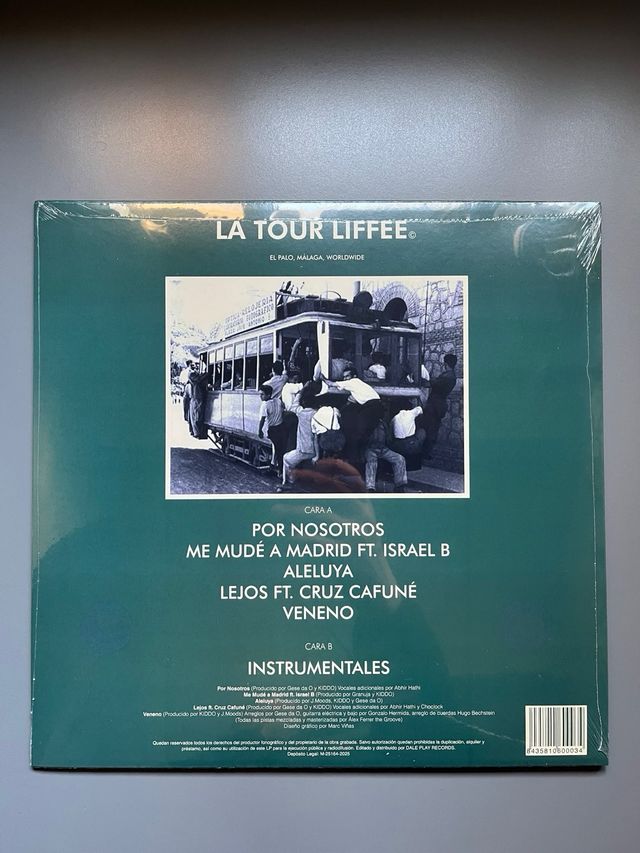 LA TOUR LIFFEE©
EL PALO, MÁLAGA, WORLDWIDE
CARA A
POR NOSOTROS
ME MUDÉ A MADRID FT. ISRAEL B
ALELUYA
LEJOS FT. CRUZ CAFUNÉ
VENENO
CARA B
INSTRUMENTALES
Por Nosotros (Producido por Gese da O y KIDDO) Vocales adicionales por Abhir Hathi
Me Mudé a Madrid ft. Israel B (Producido por Granuja y KIDDO)
Aleluya (Producido por J.Moods, KIDDO y Gese da O)
Lejos ft. Cruz Cafuné (Producido por Gese da O y KIDDO) Vocales adicionales por Abhir Hathi y Choclock
Veneno (Producido por KIDDO y J.Moods) Arreglos por Gese da O, guitarra eléctrica y bajo por Gonzalo Hermida, arreglo de cuerdas Hugo Bechstein
(Todas las pistas mezcladas y masterizadas por Álex Ferrer the Groove)
Diseño gráfico por Marc Viñas
Quedan reservados todos los derechos del productor fonográfico y del propietario de la obra grabada. Salvo autorización quedan prohibidas la duplicación, alquiler y
préstamo, así como su utilización de este LP para la ejecución pública y radiodifusión. Editado y distribuido por DALE PLAY RECORDS.
Depósito Legal: M-25164-2025
8435810600034